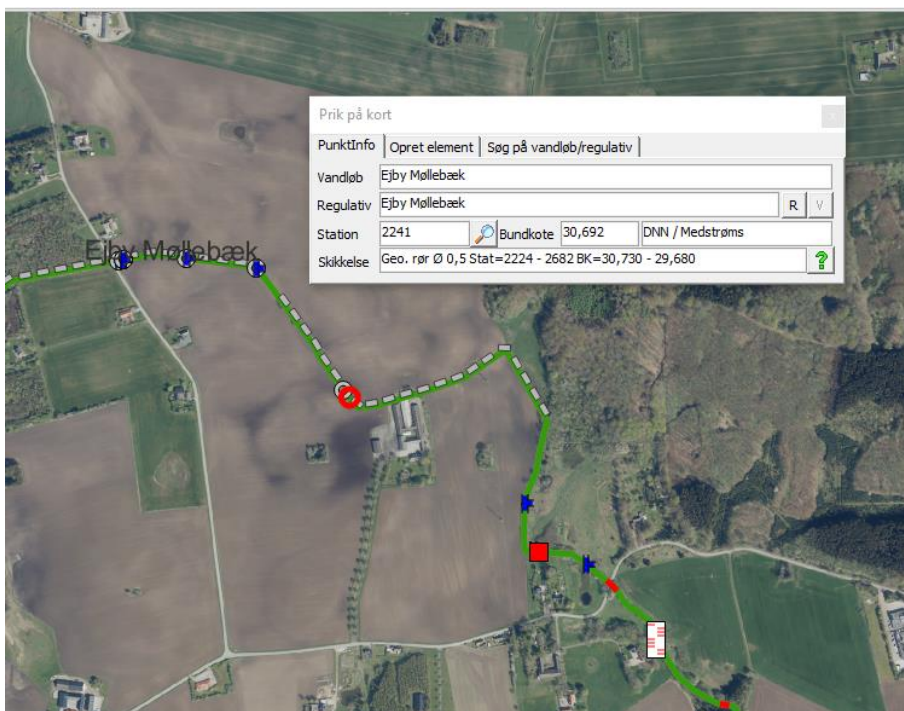 Prik på kort
PunktInfo Opret element Søg på vandløb/regulativ
Vandløb Ejby Møllebæk
Regulativ Ejby Møllebæk R V
Station 2241 Bundkote 30,692 DNN / Medstrøms
Skikkelse Geo. rør Ø 0,5 Stat=2224 - 2682 BK=30,730 - 29,680 ?
Ejby Møllebæk